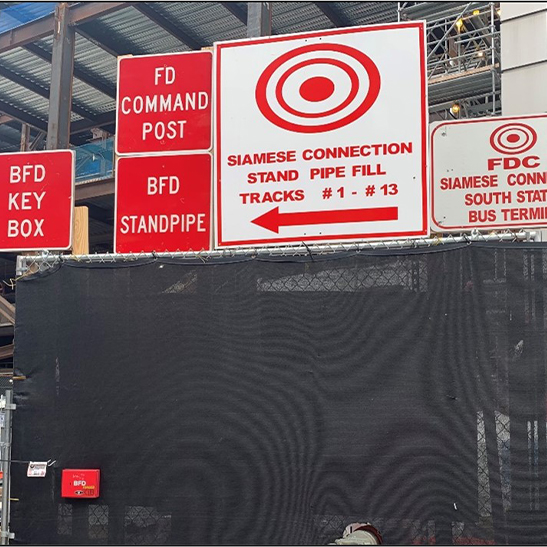 BFD
KEY
BOX
FD
COMMAND
POST
BFD
STANDPIPE
SIAMESE CONNECTION
STAND PIPE FILL
TRACKS #1 - #13
FDC
SIAMESE CONN
SOUTH STAT
BUS TERMI
BFD